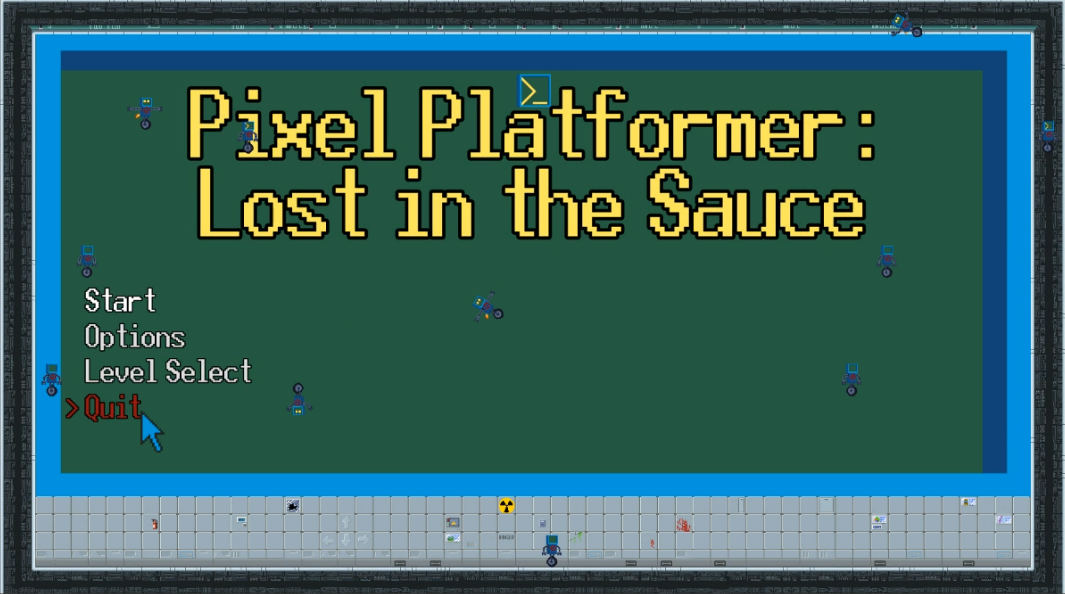 Pixel Platformer:
Lost in the Sauce
Start
Options
Level Select
>Quit